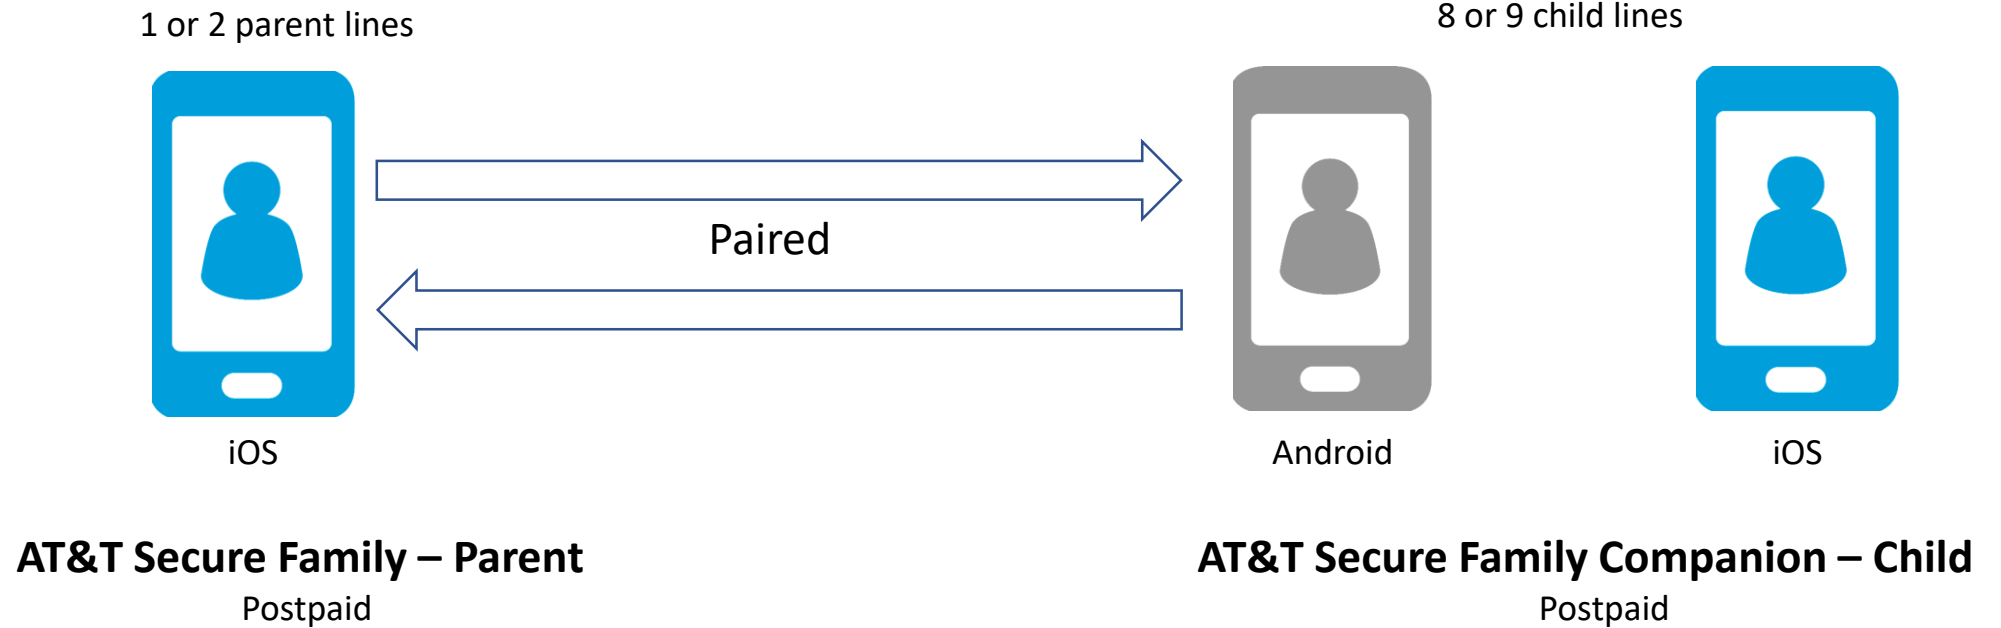 1 or 2 parent lines
8 or 9 child lines
Paired
iOS
Android
iOS
AT&T Secure Family – Parent
Postpaid
AT&T Secure Family Companion – Child
Postpaid